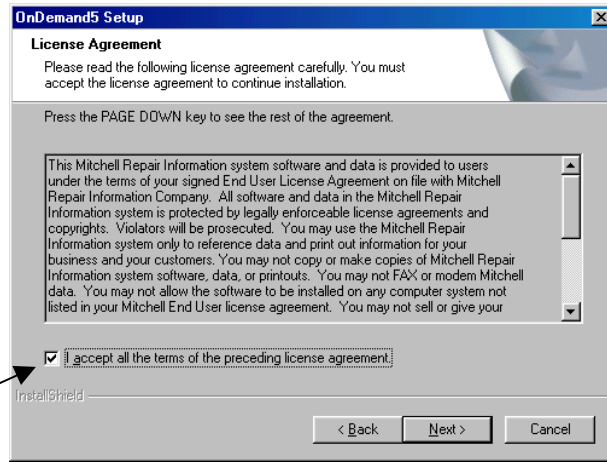 OnDemand5 Setup
License Agreement
Please read the following license agreement carefully. You must
accept the license agreement to continue installation.
Press the PAGE DOWN key to see the rest of the agreement.
This Mitchell Repair Information system software and data is provided to users
under the terms of your signed End User License Agreement on file with Mitchell
Repair Information Company. All software and data in the Mitchell Repair
Information system is protected by legally enforceable license agreements and
copyrights. Violators will be prosecuted. You may use the Mitchell Repair
Information system only to reference data and print out information for your
business and your customers. You may not copy or make copies of Mitchell Repair
Information system software, data, or printouts. You may not FAX or modem Mitchell
data. You may not allow the software to be installed on any computer system not
listed in your Mitchell End User license agreement. You may not sell or give your
I accept all the terms of the preceding license agreement.
InstallShield
< Back Next > Cancel